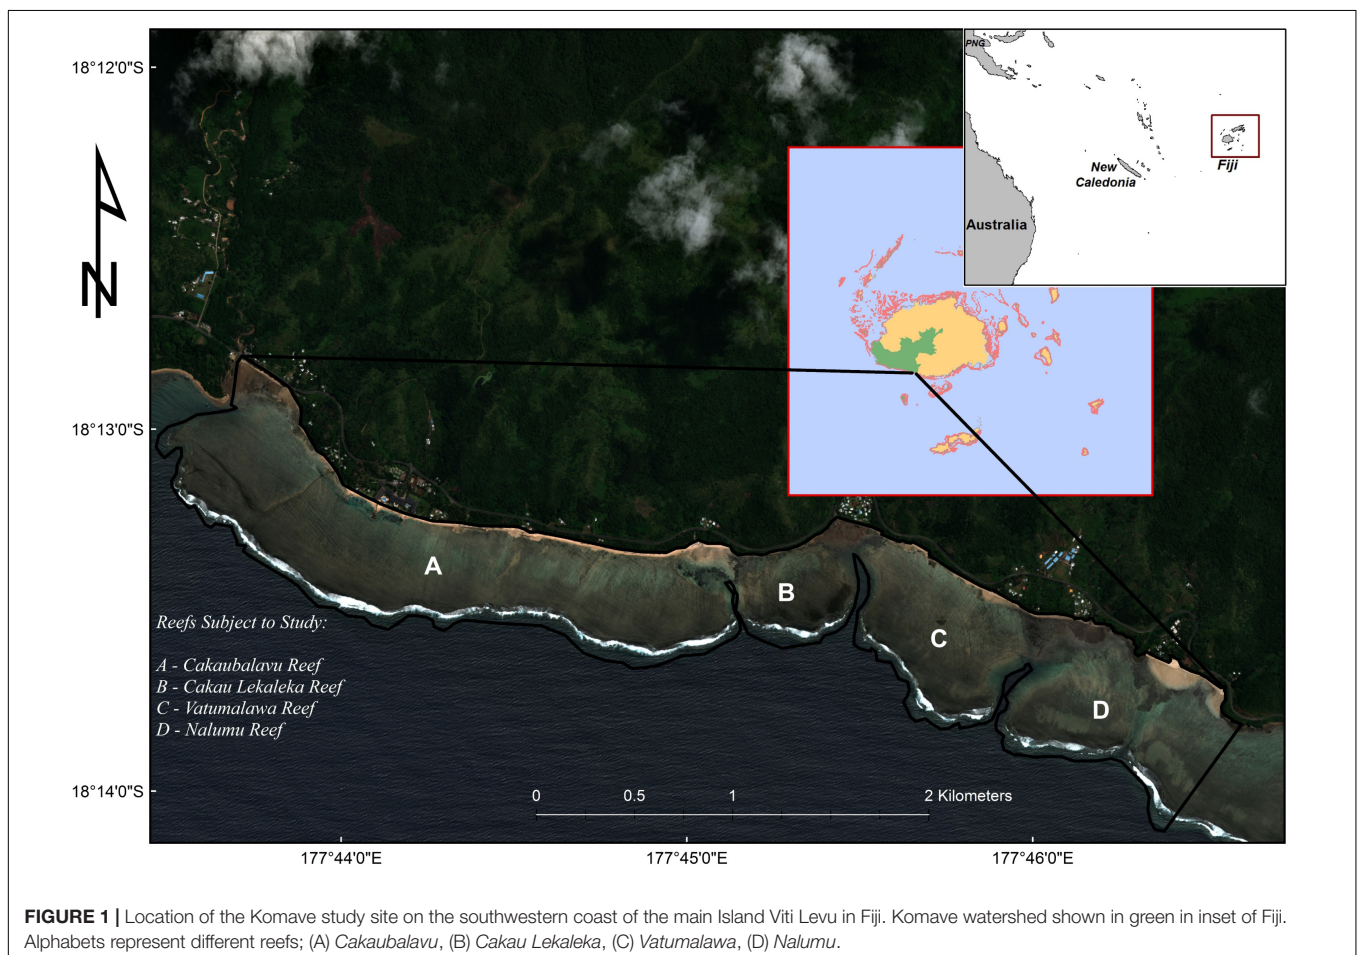 18°12'0"S
PNG
New
Caledonia
Fiji
Australia
N
18°13'0"S
A
B
C
D
Reefs Subject to Study:
A - Cakaubalavu Reef
B - Cakau Lekaleka Reef
C - Vatumalawa Reef
D - Nalumu Reef
18°14'0"S
0 0.5 1 2 Kilometers
177°44'0"E 177°45'0"E 177°46'0"E
FIGURE 1 | Location of the Komave study site on the southwestern coast of the main Island Viti Levu in Fiji. Komave watershed shown in green in inset of Fiji.
Alphabets represent different reefs; (A) Cakaubalavu, (B) Cakau Lekaleka, (C) Vatumalawa, (D) Nalumu.